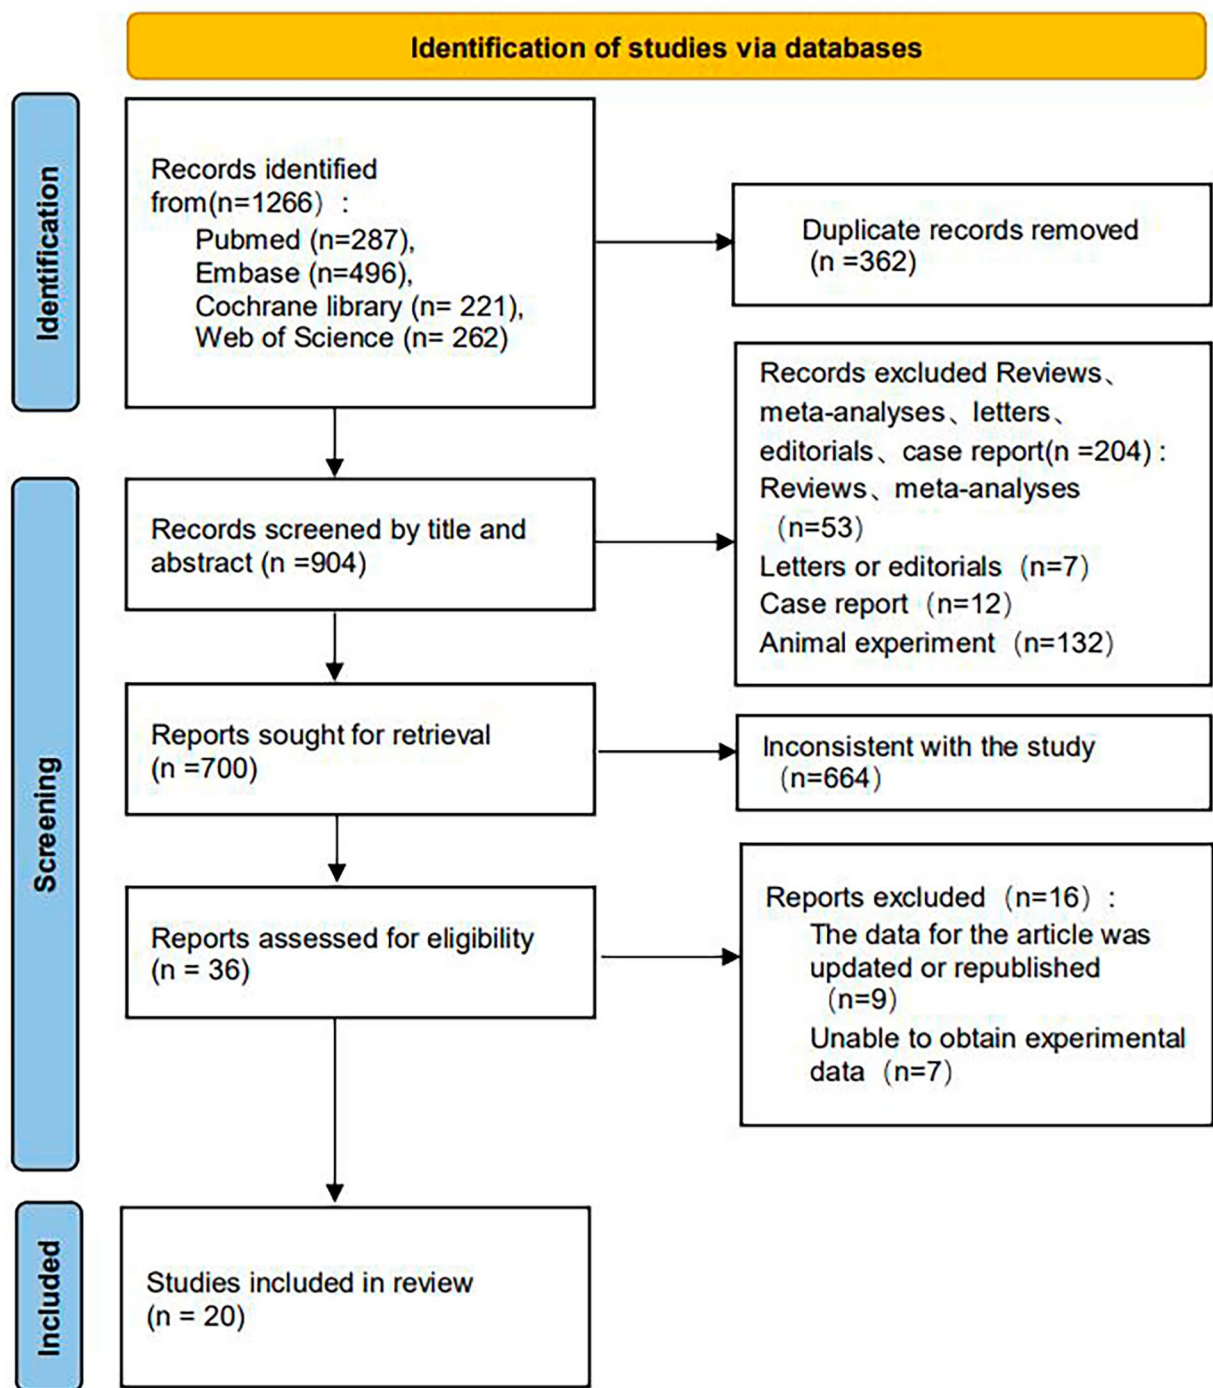 Identification of studies via databases
Identification
Records identified
from(n=1266）:
Pubmed (n=287),
Embase (n=496),
Cochrane library (n= 221),
Web of Science (n= 262)
Duplicate records removed
(n =362)
Screening
Records screened by title and
abstract (n =904)
Records excluded Reviews、
meta-analyses、letters、
editorials、case report(n =204) :
Reviews、meta-analyses
（n=53）
Letters or editorials（n=7）
Case report（n=12）
Animal experiment（n=132）
Reports sought for retrieval
(n =700)
Inconsistent with the study
（n=664）
Reports assessed for eligibility
(n = 36)
Reports excluded（n=16）:
The data for the article was
updated or republished
（n=9）
Unable to obtain experimental
data（n=7）
Included
Studies included in review
(n = 20)